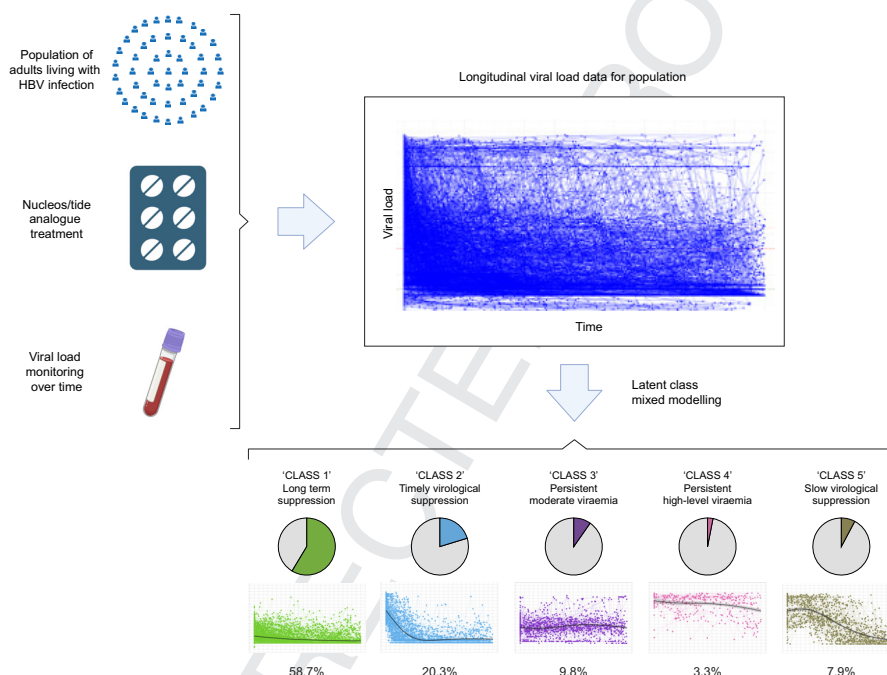 Population of
adults living with
HBV infection
Nucleos/tide
analogue
treatment
Viral load
monitoring
over time
Longitudinal viral load data for population
Viral load
Time
Latent class
mixed modelling
'CLASS 1'
Long term
suppression
58.7%
'CLASS 2'
Timely virological
suppression
20.3%
'CLASS 3'
Persistent
moderate viraemia
9.8%
'CLASS 4'
Persistent
high-level viraemia
3.3%
'CLASS 5'
Slow virological
suppression
7.9%